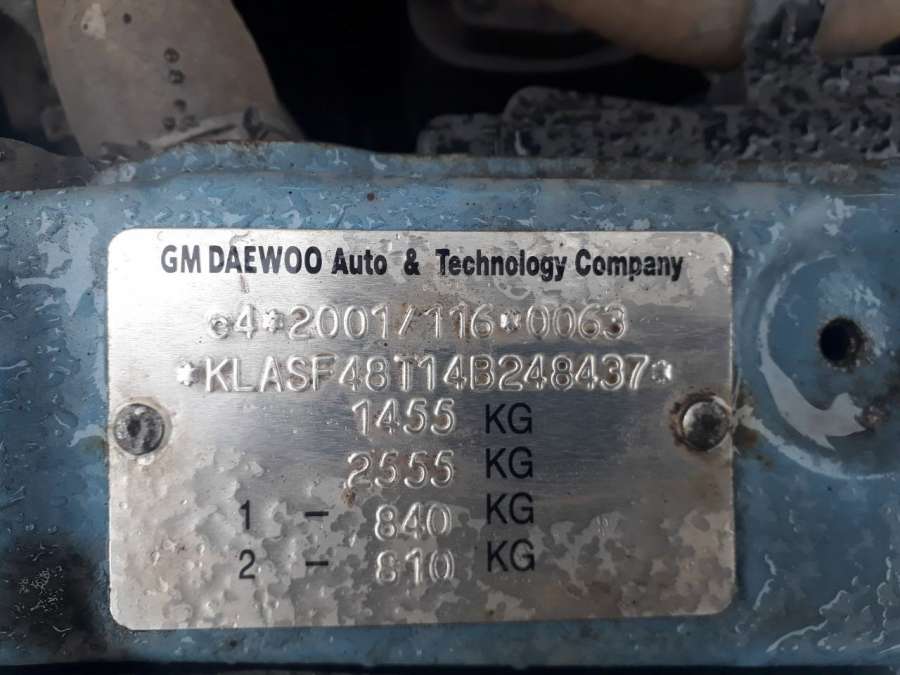 GM DAEWOO Auto & Technology Company
e4*2001/116*0063
*KLASF48T14B248437*
1455 KG
2555 KG
1 - 840 KG
2 - 810 KG